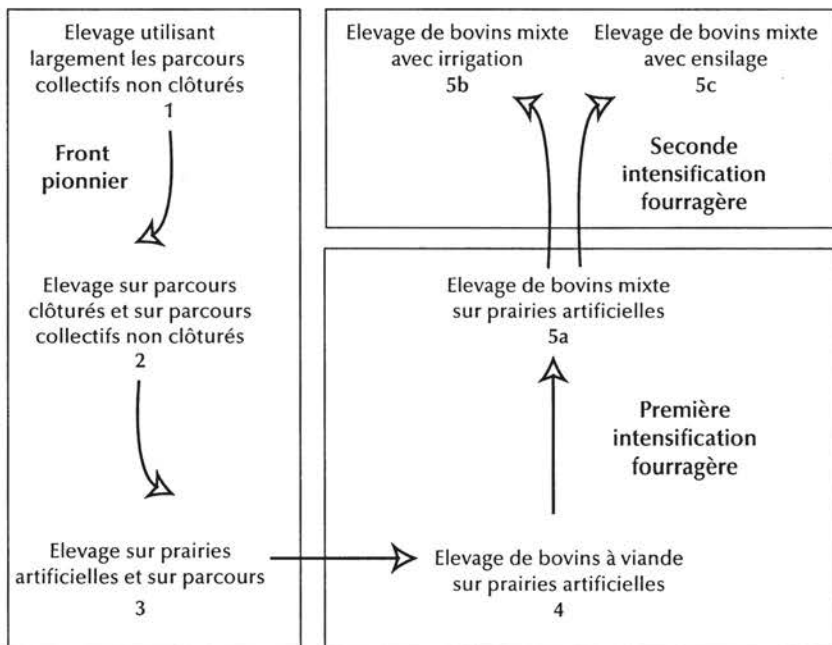 Elevage utilisant
largement les parcours
collectifs non clôturés
1
Front
pionnier
Elevage sur parcours
clôturés et sur parcours
collectifs non clôturés
2
Elevage sur prairies
artificielles et sur parcours
3
Elevage de bovins mixte
avec irrigation
5b
Elevage de bovins mixte
avec ensilage
5c
Seconde
intensification
fourragère
Elevage de bovins mixte
sur prairies artificielles
5a
Première
intensification
fourragère
Elevage de bovins à viande
sur prairies artificielles
4